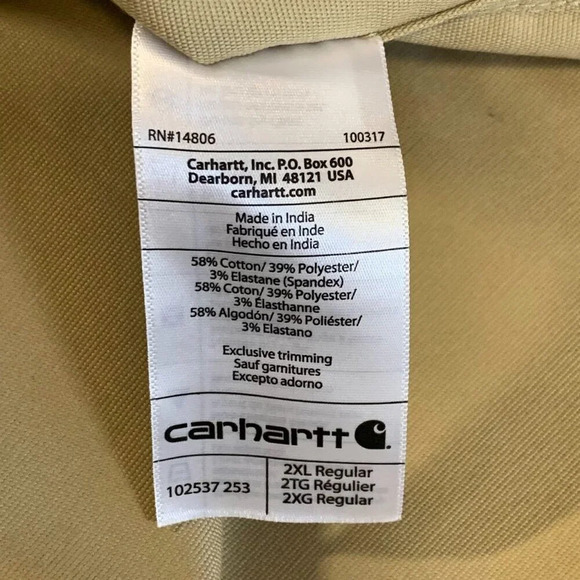 RN#14806 100317
Carhartt, Inc. P.O. Box 600
Dearborn, MI 48121 USA
carhartt.com
Made in India
Fabriqué en Inde
Hecho en India
58% Cotton/ 39% Polyester/
3% Elastane (Spandex)
58% Coton/ 39% Polyester/
3% Élasthanne
58% Algodón/ 39% Poliéster/
3% Elastano
Exclusive trimming
Sauf garnitures
Excepto adorno
carhartt
102537 253
2XL Regular
2TG Régulier
2XG Regular